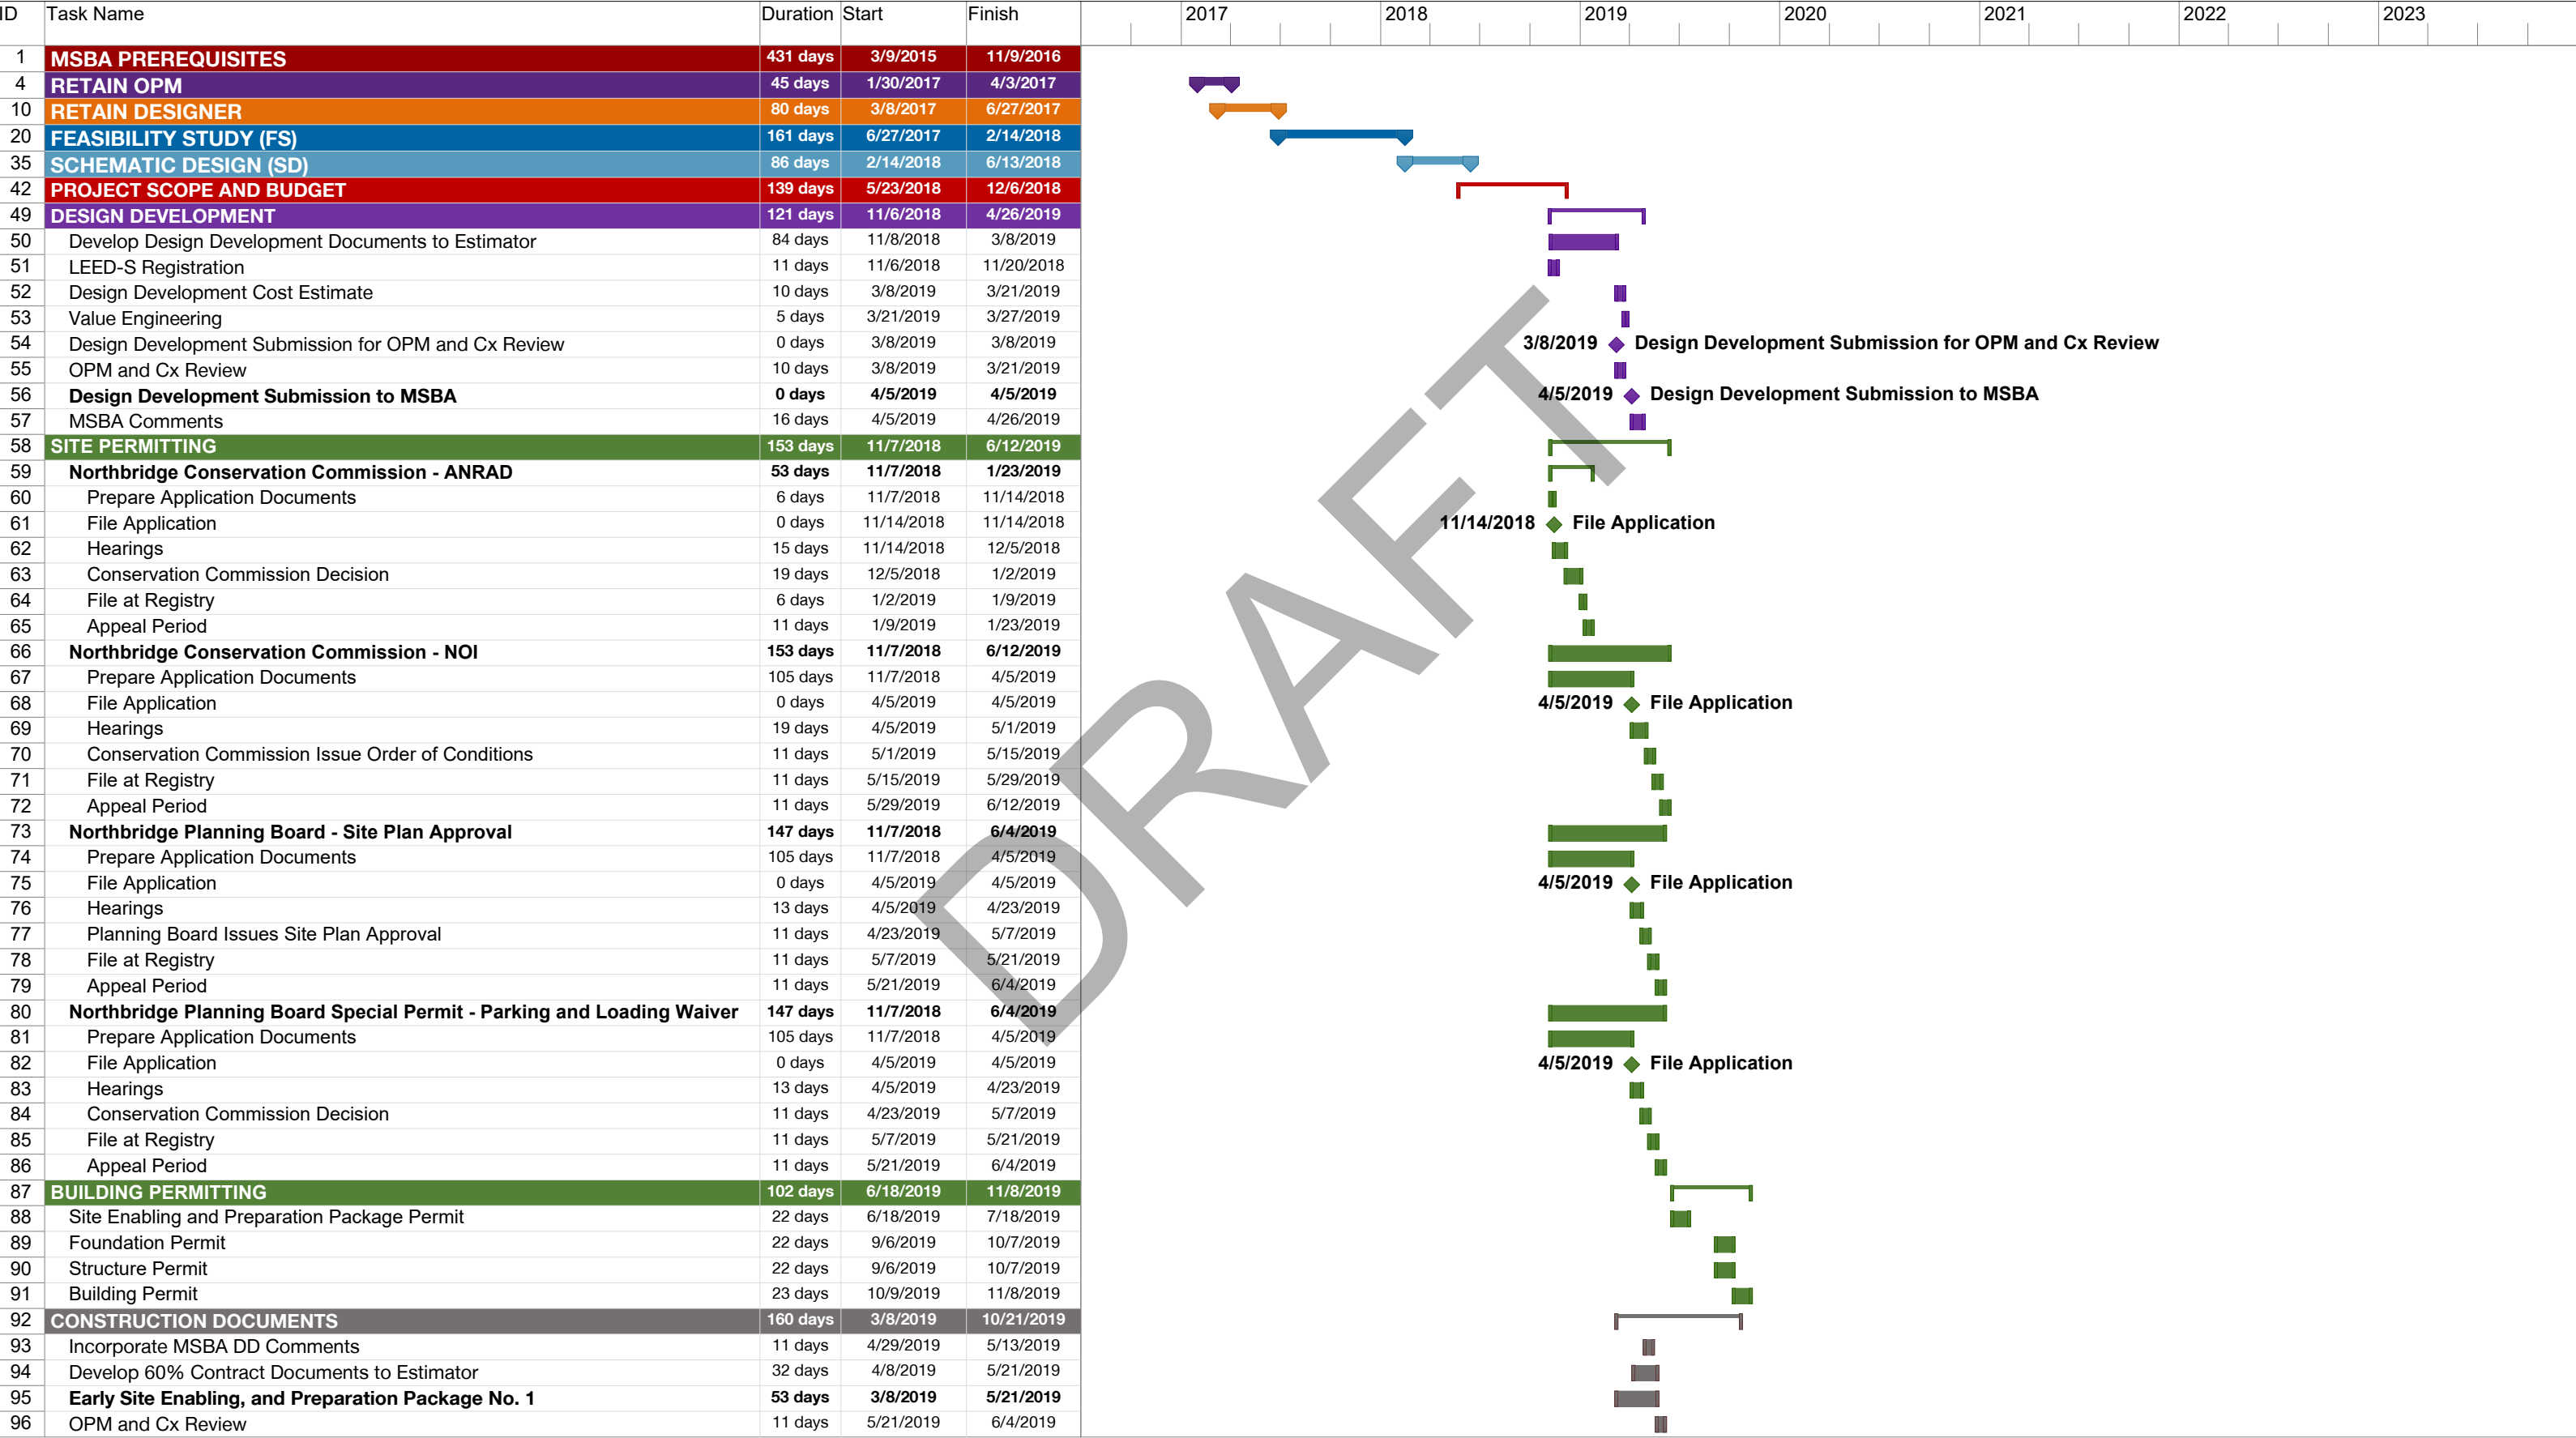 ID Task Name Duration Start Finish 2017 2018 2019 2020 2021 2022 2023
1 MSBA PREREQUISITES 431 days 3/9/2015 11/9/2016
4 RETAIN OPM 45 days 1/30/2017 4/3/2017
10 RETAIN DESIGNER 80 days 3/8/2017 6/27/2017
20 FEASIBILITY STUDY (FS) 161 days 6/27/2017 2/14/2018
35 SCHEMATIC DESIGN (SD) 86 days 2/14/2018 6/13/2018
42 PROJECT SCOPE AND BUDGET 139 days 5/23/2018 12/6/2018
49 DESIGN DEVELOPMENT 121 days 11/6/2018 4/26/2019
50 Develop Design Development Documents to Estimator 84 days 11/8/2018 3/8/2019
51 LEED-S Registration 11 days 11/6/2018 11/20/2018
52 Design Development Cost Estimate 10 days 3/8/2019 3/21/2019
53 Value Engineering 5 days 3/21/2019 3/27/2019
54 Design Development Submission for OPM and Cx Review 0 days 3/8/2019 3/8/2019 3/8/2019 Design Development Submission for OPM and Cx Review
55 OPM and Cx Review 10 days 3/8/2019 3/21/2019
56 Design Development Submission to MSBA 0 days 4/5/2019 4/5/2019 4/5/2019 Design Development Submission to MSBA
57 MSBA Comments 16 days 4/5/2019 4/26/2019
58 SITE PERMITTING 153 days 11/7/2018 6/12/2019
59 Northbridge Conservation Commission - ANRAD 53 days 11/7/2018 1/23/2019
60 Prepare Application Documents 6 days 11/7/2018 11/14/2018
61 File Application 0 days 11/14/2018 11/14/2018 11/14/2018 File Application
62 Hearings 15 days 11/14/2018 12/5/2018
63 Conservation Commission Decision 19 days 12/5/2018 1/2/2019
64 File at Registry 6 days 1/2/2019 1/9/2019
65 Appeal Period 11 days 1/9/2019 1/23/2019
66 Northbridge Conservation Commission - NOI 153 days 11/7/2018 6/12/2019
67 Prepare Application Documents 105 days 11/7/2018 4/5/2019
68 File Application 0 days 4/5/2019 4/5/2019 4/5/2019 File Application
69 Hearings 19 days 4/5/2019 5/1/2019
70 Conservation Commission Issue Order of Conditions 11 days 5/1/2019 5/15/2019
71 File at Registry 11 days 5/15/2019 5/29/2019
72 Appeal Period 11 days 5/29/2019 6/12/2019
73 Northbridge Planning Board - Site Plan Approval 147 days 11/7/2018 6/4/2019
74 Prepare Application Documents 105 days 11/7/2018 4/5/2019
75 File Application 0 days 4/5/2019 4/5/2019 4/5/2019 File Application
76 Hearings 13 days 4/5/2019 4/23/2019
77 Planning Board Issues Site Plan Approval 11 days 4/23/2019 5/7/2019
78 File at Registry 11 days 5/7/2019 5/21/2019
79 Appeal Period 11 days 5/21/2019 6/4/2019
80 Northbridge Planning Board Special Permit - Parking and Loading Waiver 147 days 11/7/2018 6/4/2019
81 Prepare Application Documents 105 days 11/7/2018 4/5/2019
82 File Application 0 days 4/5/2019 4/5/2019 4/5/2019 File Application
83 Hearings 13 days 4/5/2019 4/23/2019
84 Conservation Commission Decision 11 days 4/23/2019 5/7/2019
85 File at Registry 11 days 5/7/2019 5/21/2019
86 Appeal Period 11 days 5/21/2019 6/4/2019
87 BUILDING PERMITTING 102 days 6/18/2019 11/8/2019
88 Site Enabling and Preparation Package Permit 22 days 6/18/2019 7/18/2019
89 Foundation Permit 22 days 9/6/2019 10/7/2019
90 Structure Permit 22 days 9/6/2019 10/7/2019
91 Building Permit 23 days 10/9/2019 11/8/2019
92 CONSTRUCTION DOCUMENTS 160 days 3/8/2019 10/21/2019
93 Incorporate MSBA DD Comments 11 days 4/29/2019 5/13/2019
94 Develop 60% Contract Documents to Estimator 32 days 4/8/2019 5/21/2019
95 Early Site Enabling, and Preparation Package No. 1 53 days 3/8/2019 5/21/2019
96 OPM and Cx Review 11 days 5/21/2019 6/4/2019
DRAFT